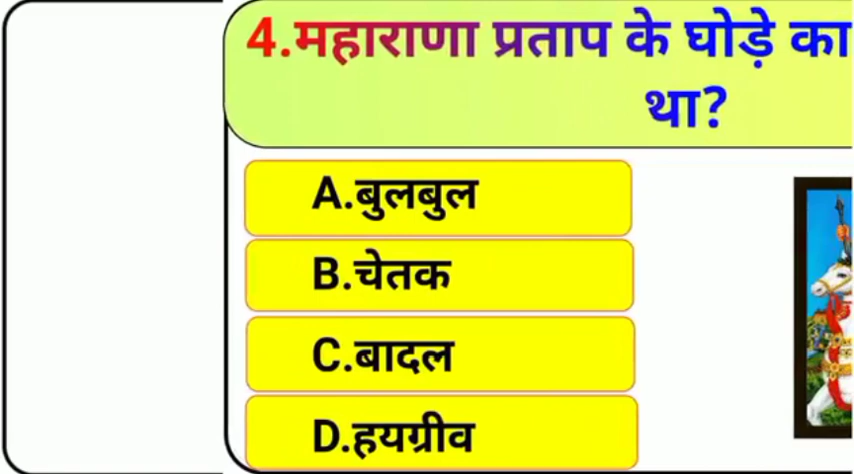 4.महाराणा प्रताप के घोड़े का
था?
A.बुलबुल
B.चेतक
C.बादल
D.हयग्रीव